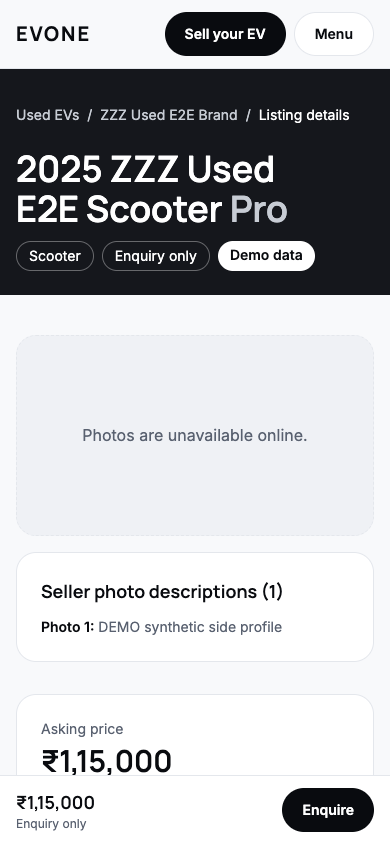 EVONE
Sell your EV
Menu
Used EVs / ZZZ Used E2E Brand / Listing details
2025 ZZZ Used
E2E Scooter Pro
Scooter
Enquiry only
Demo data
Photos are unavailable online.
Seller photo descriptions (1)
Photo 1: DEMO synthetic side profile
Asking price
₹1,15,000
₹1,15,000
Enquiry only
Enquire